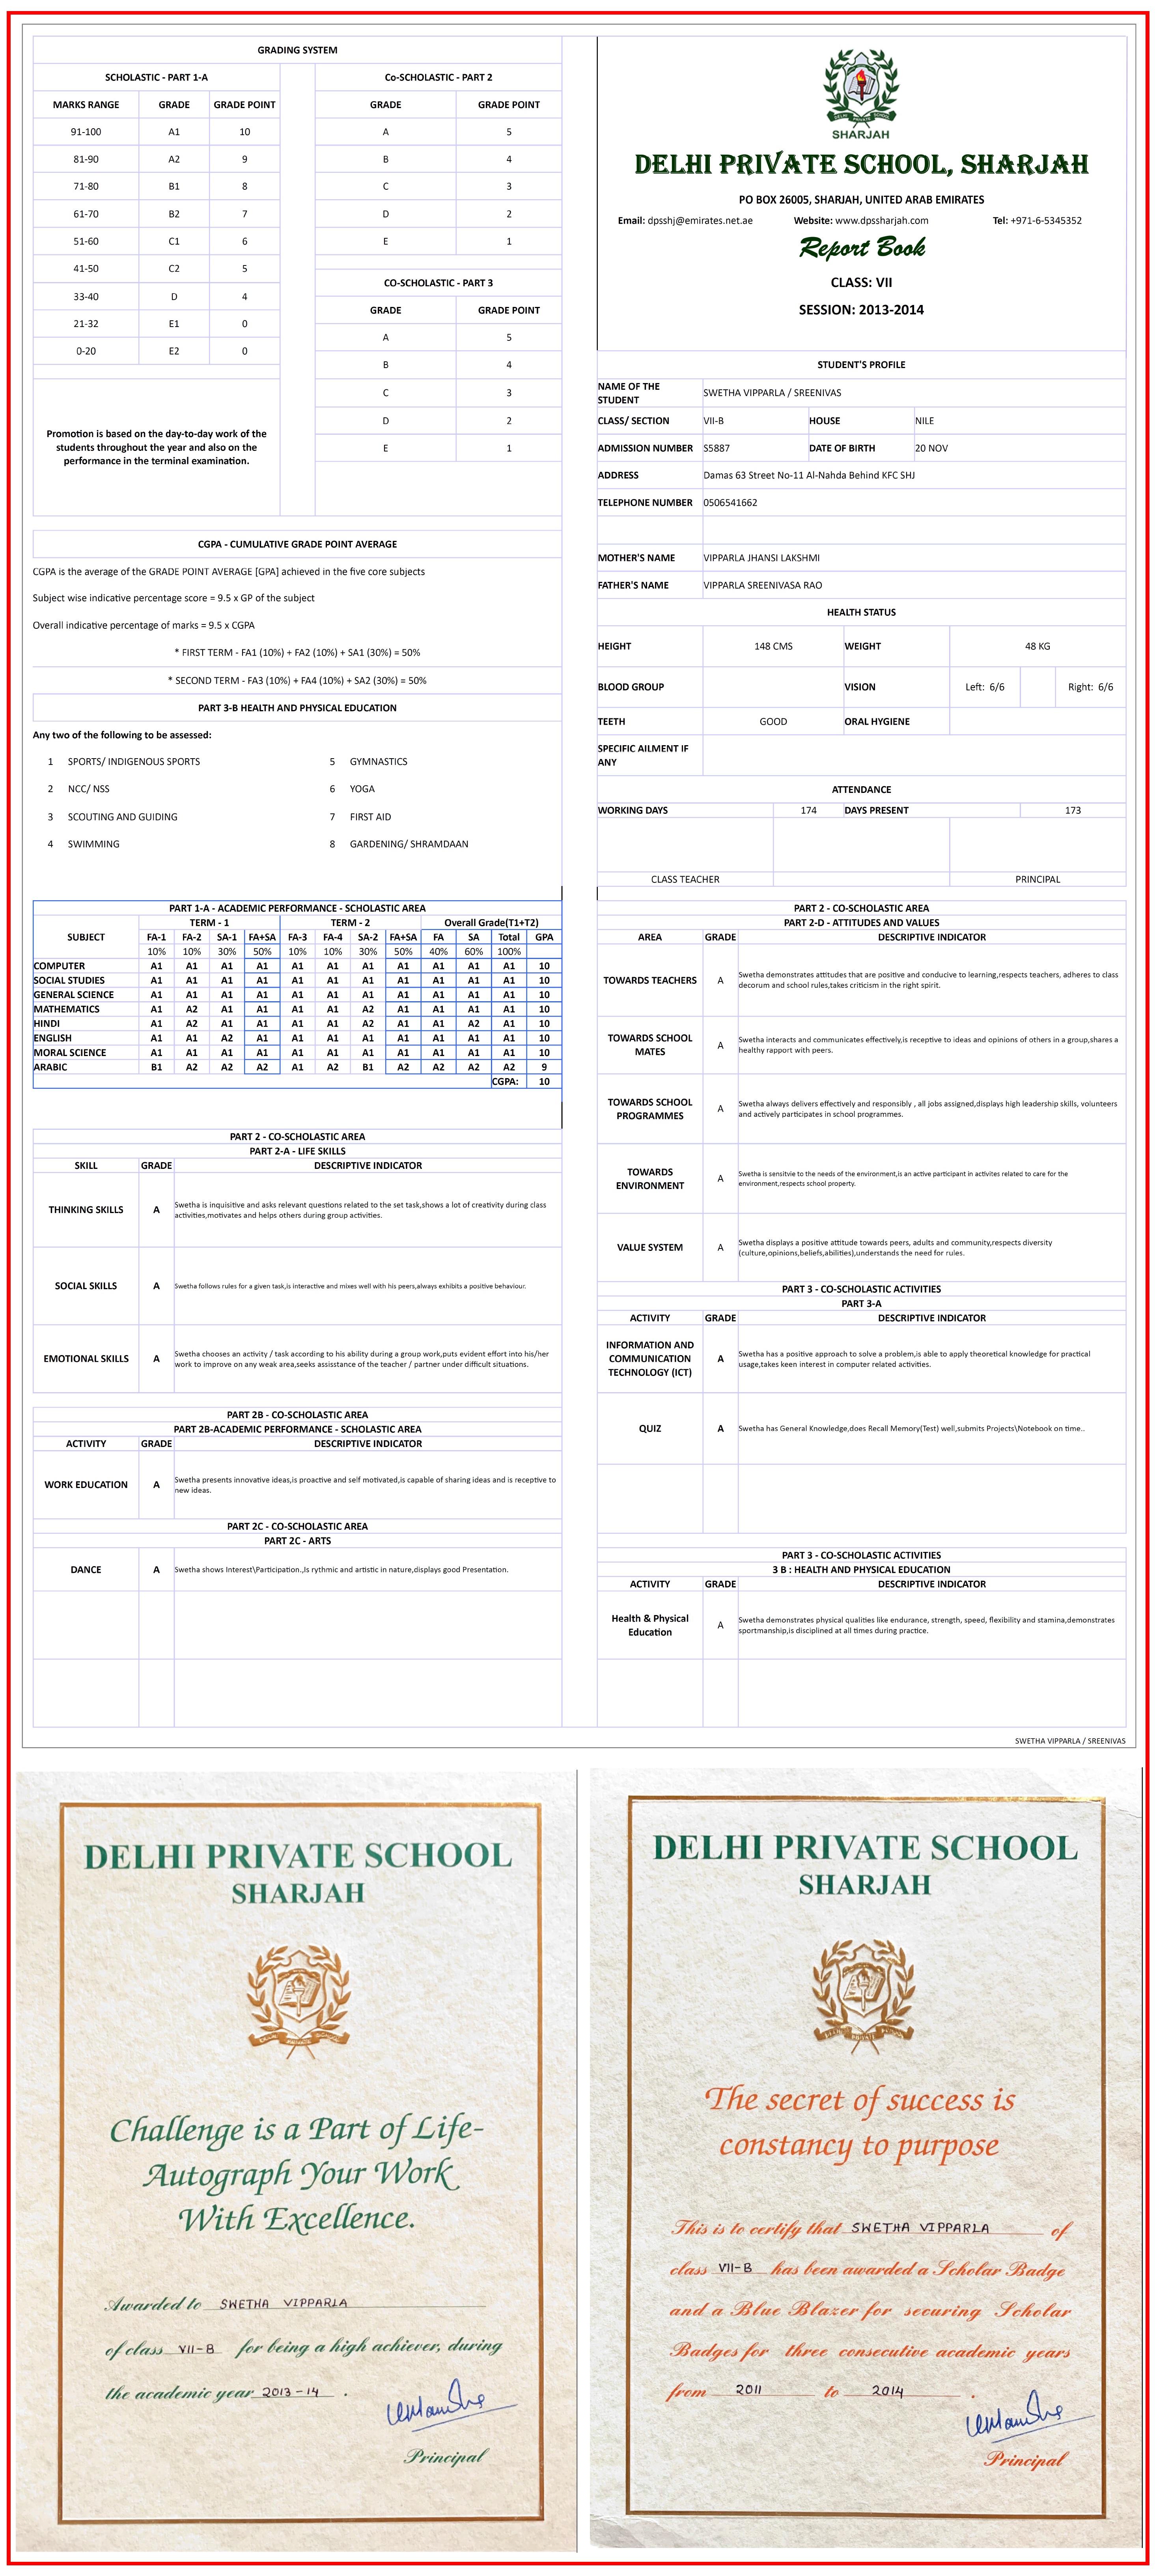 GRADING SYSTEM
SCHOLASTIC - PART 1-A
MARKS RANGE GRADE GRADE POINT
91-100 A1 10
81-90 A2 9
71-80 B1 8
61-70 B2 7
51-60 C1 6
41-50 C2 5
33-40 D 4
21-32 E1 0
0-20 E2 0
Promotion is based on the day-to-day work of the
students throughout the year and also on the
performance in the terminal examination.
Co-SCHOLASTIC - PART 2
GRADE GRADE POINT
A 5
B 4
C 3
D 2
E 1
CO-SCHOLASTIC - PART 3
GRADE GRADE POINT
A 5
B 4
C 3
D 2
E 1
CGPA - CUMULATIVE GRADE POINT AVERAGE
CGPA is the average of the GRADE POINT AVERAGE [GPA] achieved in the five core subjects
Subject wise indicative percentage score = 9.5 x GP of the subject
Overall indicative percentage of marks = 9.5 x CGPA
* FIRST TERM - FA1 (10%) + FA2 (10%) + SA1 (30%) = 50%
* SECOND TERM - FA3 (10%) + FA4 (10%) + SA2 (30%) = 50%
PART 3-B HEALTH AND PHYSICAL EDUCATION
Any two of the following to be assessed:
1 SPORTS/ INDIGENOUS SPORTS 5 GYMNASTICS
2 NCC/ NSS 6 YOGA
3 SCOUTING AND GUIDING 7 FIRST AID
4 SWIMMING 8 GARDENING/ SHRAMDAAN
DELHI PRIVATE SCHOOL
SHARJAH
DELHI PRIVATE SCHOOL, SHARJAH
PO BOX 26005, SHARJAH, UNITED ARAB EMIRATES
Email: dpsshj@emirates.net.ae Website: www.dpssharjah.com Tel: +971-6-5345352
Report Book
CLASS: VII
SESSION: 2013-2014
STUDENT'S PROFILE
NAME OF THE
STUDENT SWETHA VIPPARLA / SREENIVAS
CLASS/ SECTION VII-B HOUSE NILE
ADMISSION NUMBER S5887 DATE OF BIRTH 20 NOV
ADDRESS Damas 63 Street No-11 Al-Nahda Behind KFC SHJ
TELEPHONE NUMBER 0506541662
MOTHER'S NAME VIPPARLA JHANSI LAKSHMI
FATHER'S NAME VIPPARLA SREENIVASA RAO
HEALTH STATUS
HEIGHT 148 CMS WEIGHT 48 KG
BLOOD GROUP VISION Left: 6/6 Right: 6/6
TEETH GOOD ORAL HYGIENE
SPECIFIC AILMENT IF
ANY
ATTENDANCE
WORKING DAYS 174 DAYS PRESENT 173
CLASS TEACHER PRINCIPAL
PART 1-A - ACADEMIC PERFORMANCE - SCHOLASTIC AREA
SUBJECT TERM - 1 TERM - 2 Overall Grade(T1+T2)
FA-1 FA-2 SA-1 FA+SA FA-3 FA-4 SA-2 FA+SA FA SA Total GPA
10% 10% 30% 50% 10% 10% 30% 50% 40% 60% 100%
COMPUTER A1 A1 A1 A1 A1 A1 A1 A1 A1 A1 A1 10
SOCIAL STUDIES A1 A1 A1 A1 A1 A1 A1 A1 A1 A1 A1 10
GENERAL SCIENCE A1 A1 A1 A1 A1 A1 A1 A1 A1 A1 A1 10
MATHEMATICS A1 A2 A1 A1 A1 A1 A2 A1 A1 A1 A1 10
HINDI A1 A2 A1 A1 A1 A1 A2 A1 A1 A2 A1 10
ENGLISH A1 A1 A2 A1 A1 A1 A1 A1 A1 A1 A1 10
MORAL SCIENCE A1 A1 A1 A1 A1 A1 A1 A1 A1 A1 A1 10
ARABIC B1 A2 A2 A2 A1 A2 B1 A2 A2 A2 A2 9
CGPA: 10
PART 2 - CO-SCHOLASTIC AREA
PART 2-A - LIFE SKILLS
SKILL GRADE DESCRIPTIVE INDICATOR
THINKING SKILLS A Swetha is inquisitive and asks relevant questions related to the set task,shows a lot of creativity during class
activities,motivates and helps others during group activities.
SOCIAL SKILLS A Swetha follows rules for a given task,is interactive and mixes well with his peers,always exhibits a positive behaviour.
EMOTIONAL SKILLS A Swetha chooses an activity / task according to his ability during a group work,puts evident effort into his/her
work to improve on any weak area,seeks assisstance of the teacher / partner under difficult situations.
PART 2B - CO-SCHOLASTIC AREA
PART 2B-ACADEMIC PERFORMANCE - SCHOLASTIC AREA
ACTIVITY GRADE DESCRIPTIVE INDICATOR
WORK EDUCATION A Swetha presents innovative ideas,is proactive and self motivated,is capable of sharing ideas and is receptive to
new ideas.
PART 2C - CO-SCHOLASTIC AREA
PART 2C - ARTS
DANCE A Swetha shows Interest\Participation.,Is rythmic and artistic in nature,displays good Presentation.
PART 2 - CO-SCHOLASTIC AREA
PART 2-D - ATTITUDES AND VALUES
AREA GRADE DESCRIPTIVE INDICATOR
TOWARDS TEACHERS A Swetha demonstrates attitudes that are positive and conducive to learning,respects teachers, adheres to class
decorum and school rules,takes criticism in the right spirit.
TOWARDS SCHOOL
MATES A Swetha interacts and communicates effectively,is receptive to ideas and opinions of others in a group,shares a
healthy rapport with peers.
TOWARDS SCHOOL
PROGRAMMES A Swetha always delivers effectively and responsibly , all jobs assigned,displays high leadership skills, volunteers
and actively participates in school programmes.
TOWARDS
ENVIRONMENT A Swetha is sensitvie to the needs of the environment,is an active participant in activites related to care for the
environment,respects school property.
VALUE SYSTEM A Swetha displays a positive attitude towards peers, adults and community,respects diversity
(culture,opinions,beliefs,abilities),understands the need for rules.
PART 3 - CO-SCHOLASTIC ACTIVITIES
PART 3-A
ACTIVITY GRADE DESCRIPTIVE INDICATOR
INFORMATION AND
COMMUNICATION
TECHNOLOGY (ICT) A Swetha has a positive approach to solve a problem,is able to apply theoretical knowledge for practical
usage,takes keen interest in computer related activities.
QUIZ A Swetha has General Knowledge,does Recall Memory(Test) well,submits Projects\Notebook on time..
PART 3 - CO-SCHOLASTIC ACTIVITIES
3 B : HEALTH AND PHYSICAL EDUCATION
ACTIVITY GRADE DESCRIPTIVE INDICATOR
Health & Physical
Education A Swetha demonstrates physical qualities like endurance, strength, speed, flexibility and stamina,demonstrates
sportmanship,is disciplined at all times during practice.
SWETHA VIPPARLA / SREENIVAS
DELHI PRIVATE SCHOOL
SHARJAH
DELHI PRIVATE SCHOOL
Challenge is a Part of Life-
Autograph Your Work
With Excellence.
Awarded to SWETHA VIPPARLA
of class VII-B for being a high achiever, during
the academic year 2013-14 .
Principal
DELHI PRIVATE SCHOOL
SHARJAH
DELHI PRIVATE SCHOOL
The secret of success is
constancy to purpose
This is to certify that SWETHA VIPPARLA of
class VII-B has been awarded a Scholar Badge
and a Blue Blazer for securing Scholar
Badges for three consecutive academic years
from 2011 to 2014 .
Principal